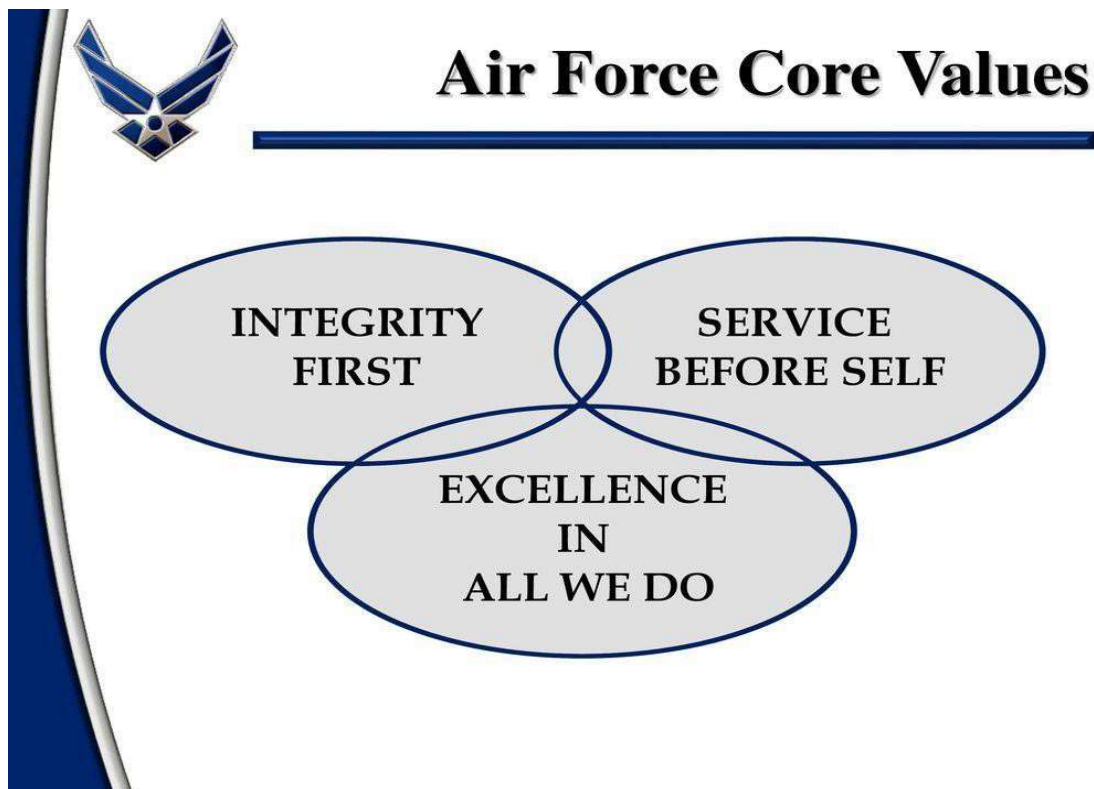 Air Force Core Values
INTEGRITY
FIRST
SERVICE
BEFORE SELF
EXCELLENCE
IN
ALL WE DO